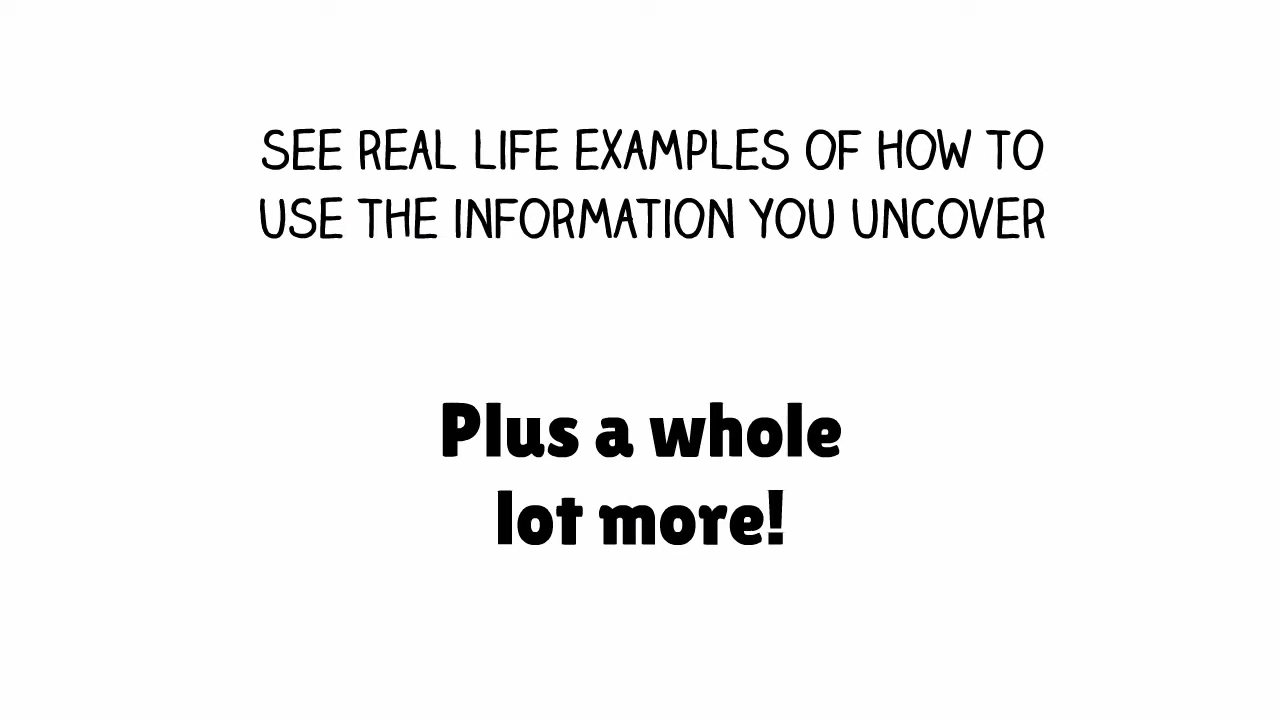 SEE REAL LIFE EXAMPLES OF HOW TO
USE THE INFORMATION YOU UNCOVER
Plus a whole
lot more!